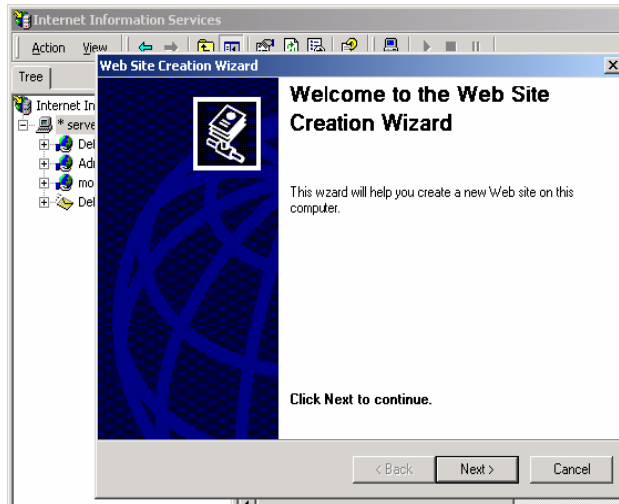 Internet Information Services
Action View
Tree
Web Site Creation Wizard
Internet In
* serve
Def
Adi
mo
Def
Welcome to the Web Site
Creation Wizard
This wizard will help you create a new Web site on this
computer.
Click Next to continue.
< Back
Next >
Cancel